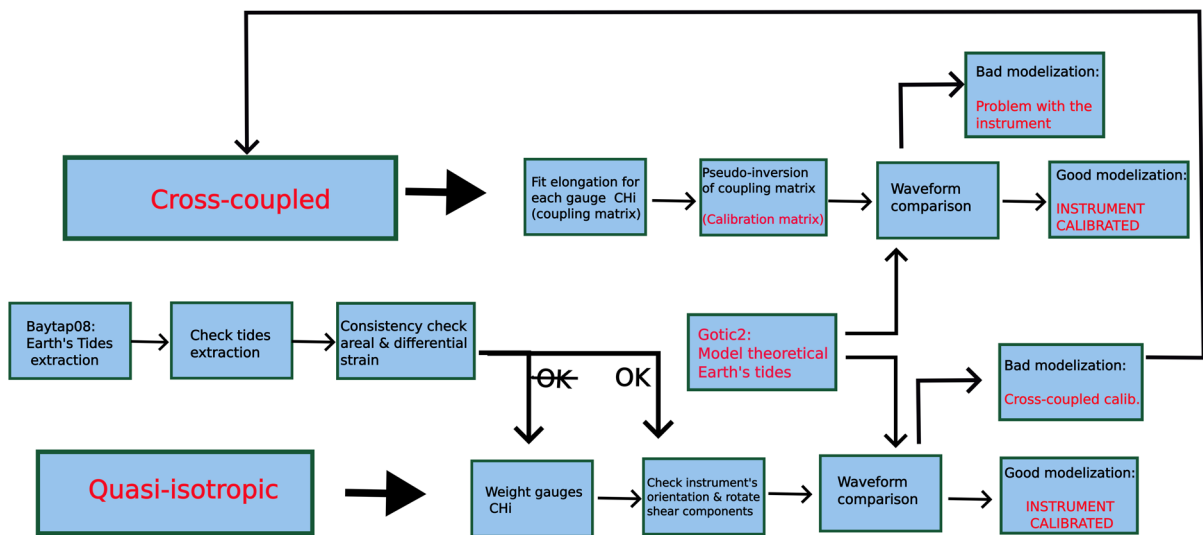 Bad modelization:
Problem with the
instrument
Cross-coupled
Fit elongation for
each gauge CHi
(coupling matrix)
Pseudo-inversion
of coupling matrix
(Calibration matrix)
Waveform
comparison
Good modelization:
INSTRUMENT
CALIBRATED
Baytap08:
Earth's Tides
extraction
Check tides
extraction
Consistency check
areal & differential
strain
OK
OK
Gotic2:
Model theoretical
Earth's tides
Bad modelization:
Cross-coupled calib.
Quasi-isotropic
Weight gauges
CHi
Check instrument's
orientation & rotate
shear components
Waveform
comparison
Good modelization:
INSTRUMENT
CALIBRATED